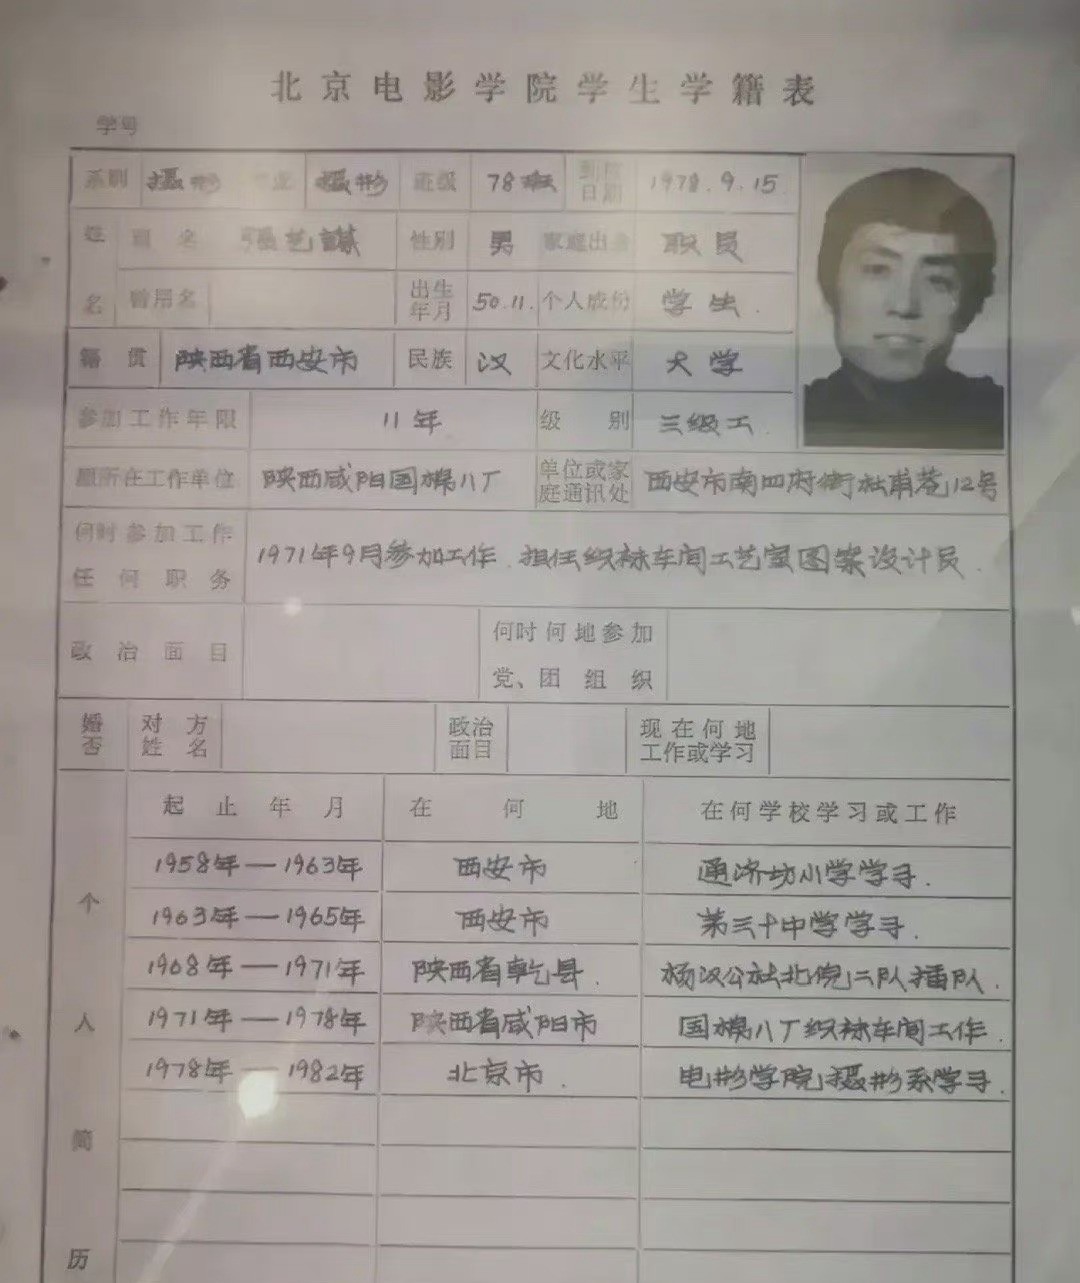 北京电影学院学生学籍表
学号
系别 摄影 专业 摄影 班级 78班 到校日期 1978.9.15
姓名 现名 张艺謀 性别 男 家庭出身 职员
曾用名 出生年月 50.11. 个人成份 学生.
籍贯 陕西省西安市 民族 汉 文化水平 大学
参加工作年限 11年 级别 三级工.
原所在工作单位 陕西咸阳国棉八厂 单位或家庭通讯处 西安市南四府街社甫巷12号
何时参加工作任何职务 1971年9月参加工作.担任织袜车间工艺室图案设计员.
政治面目 何时何地参加党、团组织
婚否 对方姓名 政治面目 现在何地工作或学习
个人简历
起止年月 在何地 在何学校学习或工作
1958年—1963年 西安市 通济坊小学学习.
1963年—1965年 西安市 第三十中学学习.
1968年—1971年 陕西省乾县. 杨汉公社北倪二队插队.
1971年—1978年 陕西省咸阳市 国棉八厂织袜车间工作.
1978年—1982年 北京市. 电影学院摄影系学习.